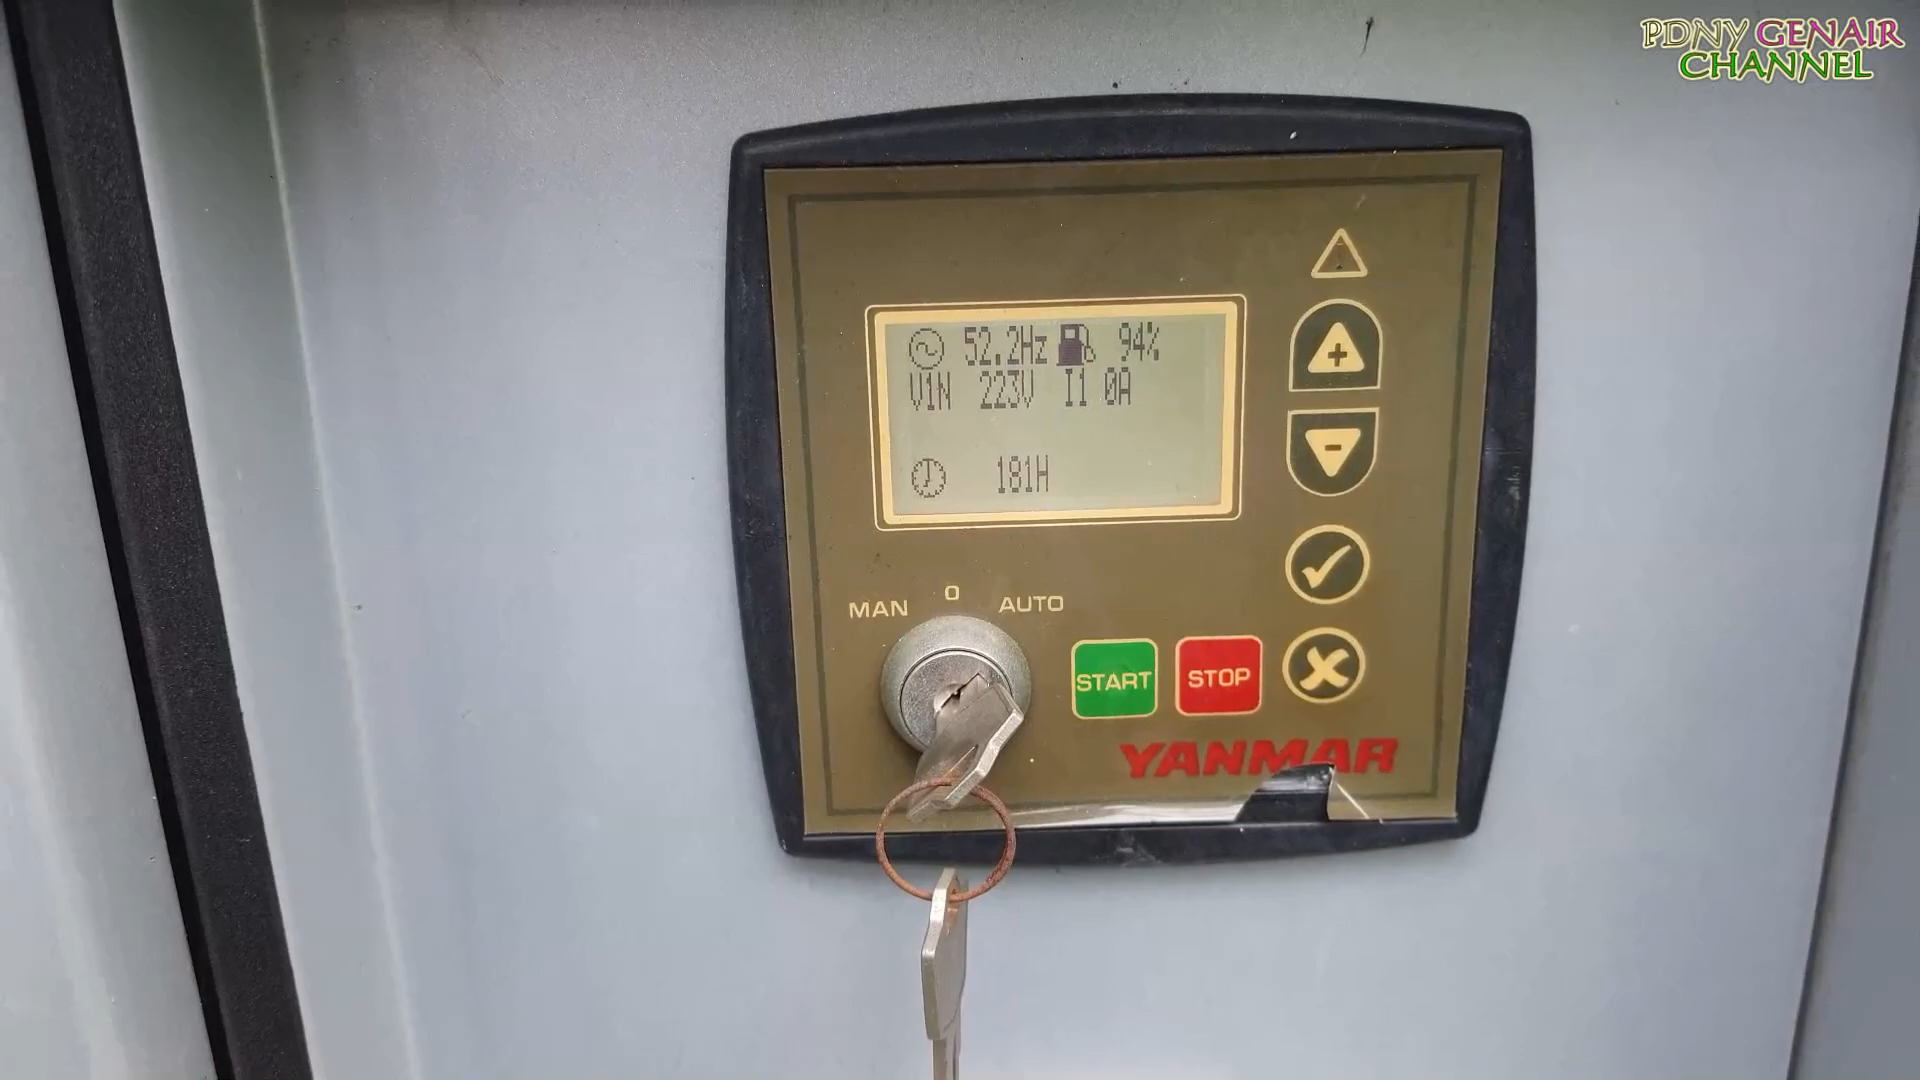 PDNY GENAIR
CHANNEL
52.2Hz 94%
V1N 223V I1 0A
181H
MAN 0 AUTO
START STOP
YANMAR